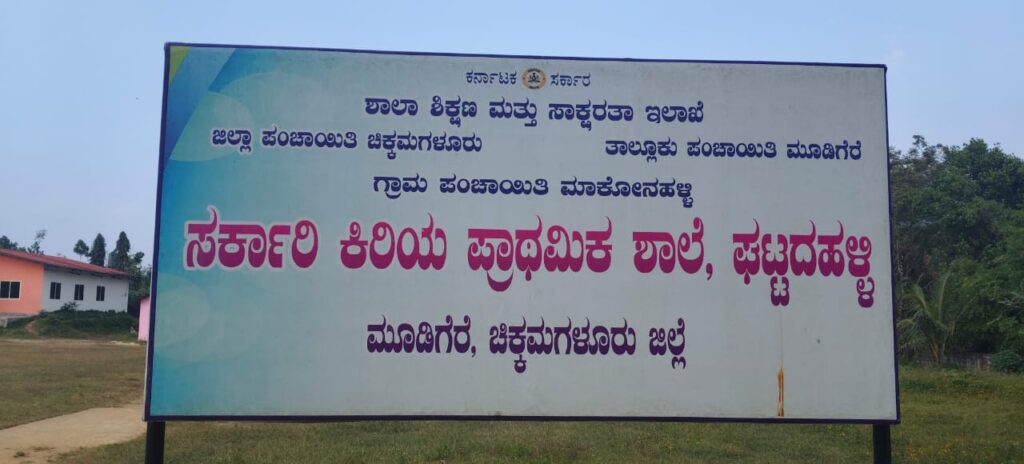 ಕರ್ನಾಟಕ ಸರ್ಕಾರ
ಶಾಲಾ ಶಿಕ್ಷಣ ಮತ್ತು ಸಾಕ್ಷರತಾ ಇಲಾಖೆ
ಜಿಲ್ಲಾ ಪಂಚಾಯಿತಿ ಚಿಕ್ಕಮಗಳೂರು ತಾಲ್ಲೂಕು ಪಂಚಾಯಿತಿ ಮೂಡಿಗೆರೆ
ಗ್ರಾಮ ಪಂಚಾಯಿತಿ ಮಾಕೋನಹಳ್ಳಿ
ಸರ್ಕಾರಿ ಕಿರಿಯ ಪ್ರಾಥಮಿಕ ಶಾಲೆ, ಘಟ್ಟದಹಳ್ಳಿ
ಮೂಡಿಗೆರೆ, ಚಿಕ್ಕಮಗಳೂರು ಜಿಲ್ಲೆ